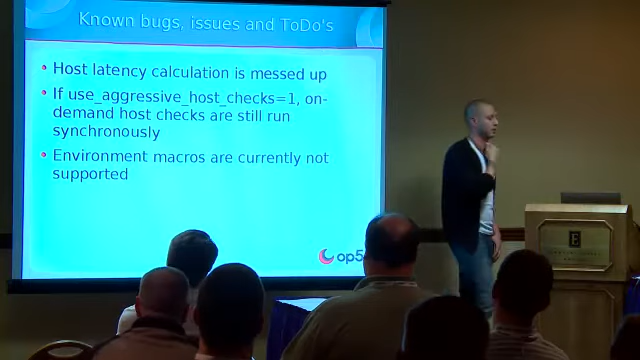 Known bugs, issues and ToDo's
• Host latency calculation is messed up
• If use_aggressive_host_checks=1, on-
demand host checks are still run
synchronously
• Environment macros are currently not
supported
op5
E